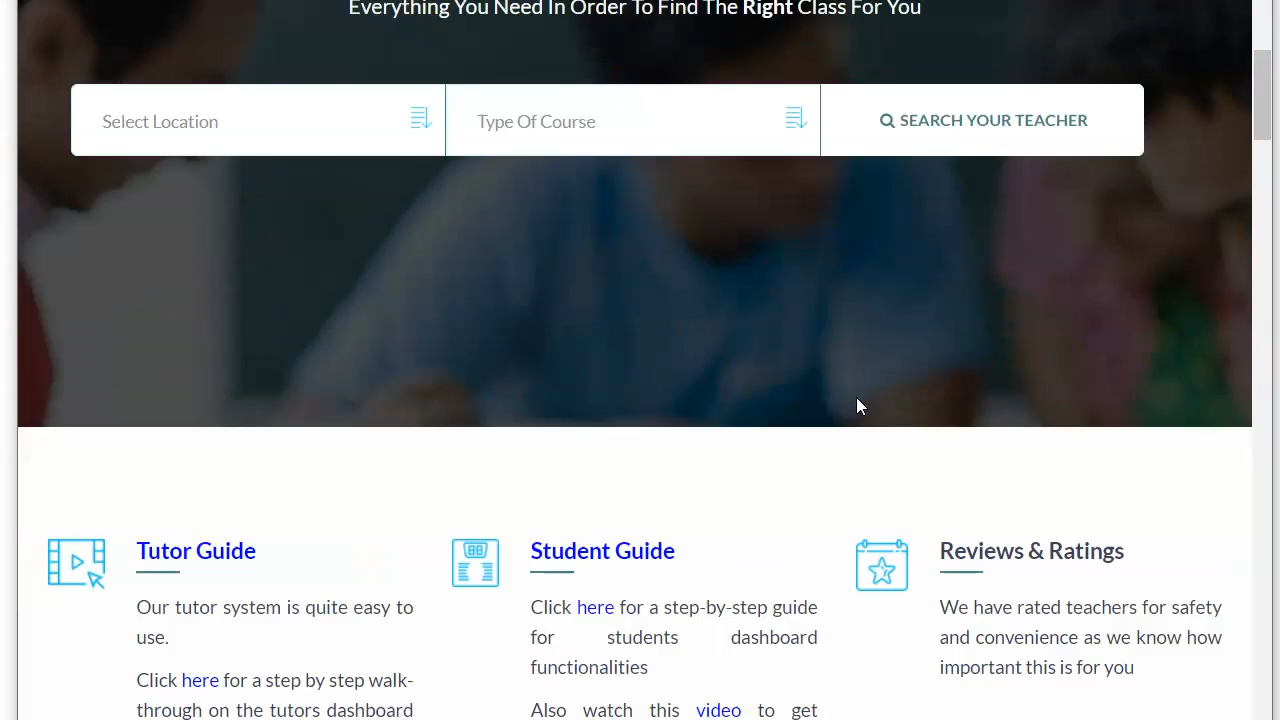 Everything You Need In Order To Find The Right Class For You
Select Location
Type Of Course
SEARCH YOUR TEACHER
Tutor Guide
Our tutor system is quite easy to
use.
Click here for a step by step walk-
through on the tutors dashboard
Student Guide
Click here for a step-by-step guide
for students dashboard
functionalities
Also watch this video to get
Reviews & Ratings
We have rated teachers for safety
and convenience as we know how
important this is for you